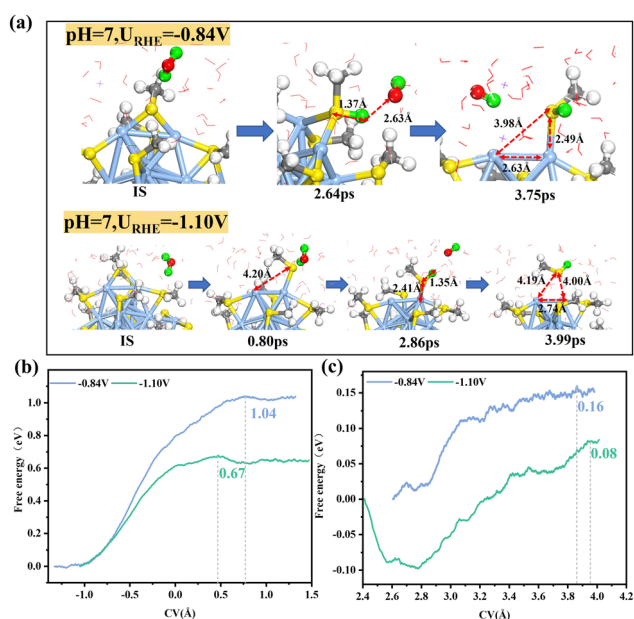 (a)
pH=7,U_RHE=-0.84V
1.37Å
2.63Å
3.98Å
2.49Å
2.63Å
IS
2.64ps
3.75ps
pH=7,U_RHE=-1.10V
4.20Å
2.41Å
1.35Å
4.19Å
4.00Å
2.74Å
IS
0.80ps
2.86ps
3.99ps
(b)
-0.84V
-1.10V
1.04
0.67
Free energy (eV)
1.0
0.8
0.6
0.4
0.2
0.0
-1.0
-0.5
0.0
0.5
1.0
1.5
CV(Å)
(c)
-0.84V
-1.10V
0.16
0.08
Free energy (eV)
0.15
0.10
0.05
0.00
-0.05
-0.10
2.4
2.6
2.8
3.0
3.2
3.4
3.6
3.8
4.0
4.2
CV(Å)